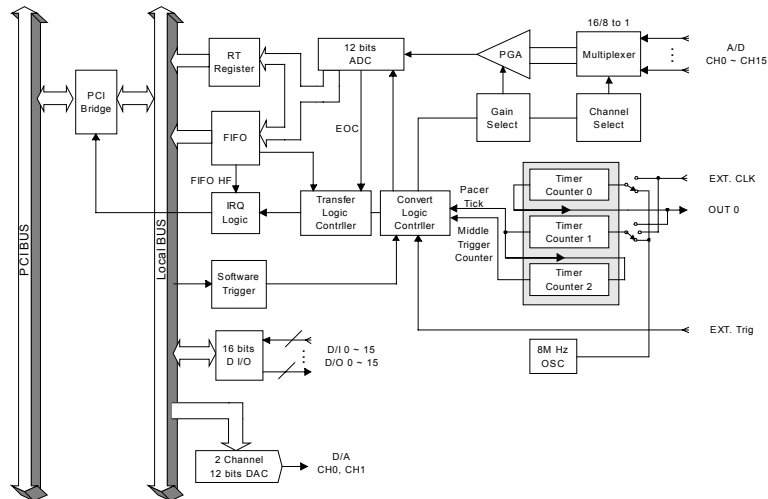 16/8 to 1
RT
Register
12 bits
ADC
PGA
Multiplexer
A/D
CH0 ~ CH15
PCI
Bridge
Gain
Select
Channel
Select
FIFO
EOC
FIFO HF
IRQ
Logic
Transfer
Logic
Contrller
Convert
Logic
Contrller
Pacer
Tick
Middle
Trigger
Counter
Timer
Counter 0
Timer
Counter 1
Timer
Counter 2
EXT. CLK
OUT 0
PCI BUS
Local BUS
Software
Trigger
EXT. Trig
16 bits
D I/O
D/I 0 ~ 15
D/O 0 ~ 15
8M Hz
OSC
2 Channel
12 bits DAC
D/A
CH0, CH1